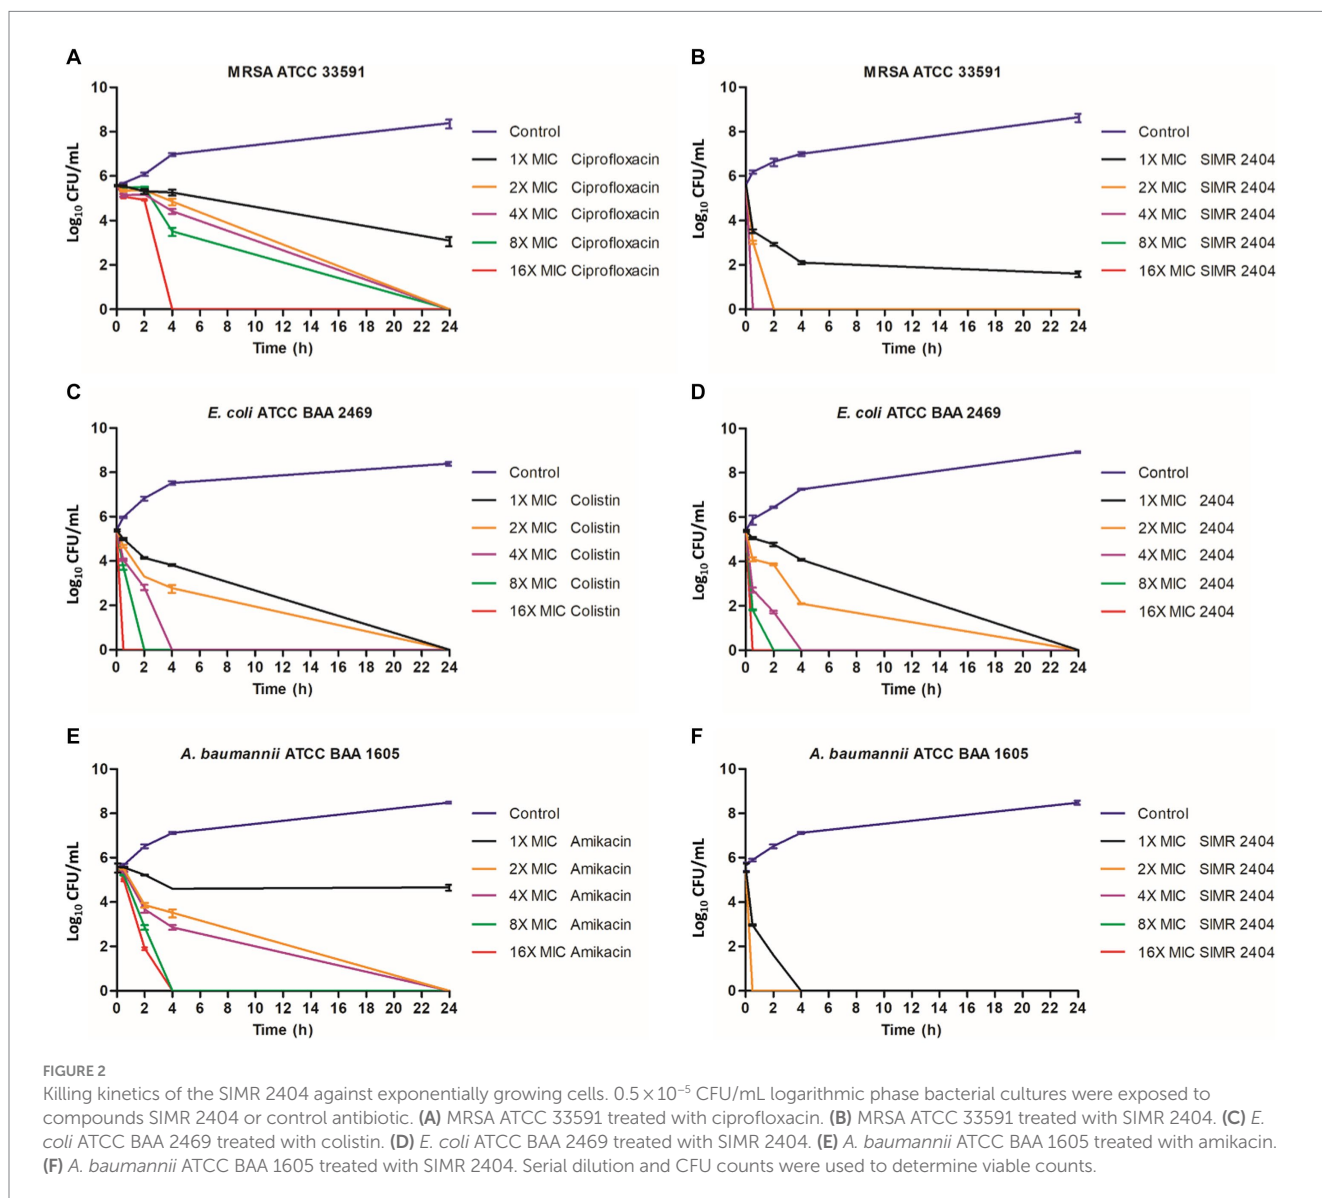 A
MRSA ATCC 33591
Log10 CFU/mL
10
8
6
4
2
0
0 2 4 6 8 10 12 14 16 18 20 22 24
Time (h)
Control
1X MIC Ciprofloxacin
2X MIC Ciprofloxacin
4X MIC Ciprofloxacin
8X MIC Ciprofloxacin
16X MIC Ciprofloxacin
B
MRSA ATCC 33591
Log10 CFU/mL
10
8
6
4
2
0
0 2 4 6 8 10 12 14 16 18 20 22 24
Time (h)
Control
1X MIC SIMR 2404
2X MIC SIMR 2404
4X MIC SIMR 2404
8X MIC SIMR 2404
16X MIC SIMR 2404
C
E. coli ATCC BAA 2469
Log10 CFU/mL
10
8
6
4
2
0
0 2 4 6 8 10 12 14 16 18 20 22 24
Time (h)
Control
1X MIC Colistin
2X MIC Colistin
4X MIC Colistin
8X MIC Colistin
16X MIC Colistin
D
E. coli ATCC BAA 2469
Log10 CFU/mL
10
8
6
4
2
0
0 2 4 6 8 10 12 14 16 18 20 22 24
Time (h)
Control
1X MIC 2404
2X MIC 2404
4X MIC 2404
8X MIC 2404
16X MIC 2404
E
A. baumannii ATCC BAA 1605
Log10 CFU/mL
10
8
6
4
2
0
0 2 4 6 8 10 12 14 16 18 20 22 24
Time (h)
Control
1X MIC Amikacin
2X MIC Amikacin
4X MIC Amikacin
8X MIC Amikacin
16X MIC Amikacin
F
A. baumannii ATCC BAA 1605
Log10 CFU/mL
10
8
6
4
2
0
0 2 4 6 8 10 12 14 16 18 20 22 24
Time (h)
Control
1X MIC SIMR 2404
2X MIC SIMR 2404
4X MIC SIMR 2404
8X MIC SIMR 2404
16X MIC SIMR 2404
FIGURE 2
Killing kinetics of the SIMR 2404 against exponentially growing cells. 0.5×10⁻⁵ CFU/mL logarithmic phase bacterial cultures were exposed to
compounds SIMR 2404 or control antibiotic. (A) MRSA ATCC 33591 treated with ciprofloxacin. (B) MRSA ATCC 33591 treated with SIMR 2404. (C) E.
coli ATCC BAA 2469 treated with colistin. (D) E. coli ATCC BAA 2469 treated with SIMR 2404. (E) A. baumannii ATCC BAA 1605 treated with amikacin.
(F) A. baumannii ATCC BAA 1605 treated with SIMR 2404. Serial dilution and CFU counts were used to determine viable counts.